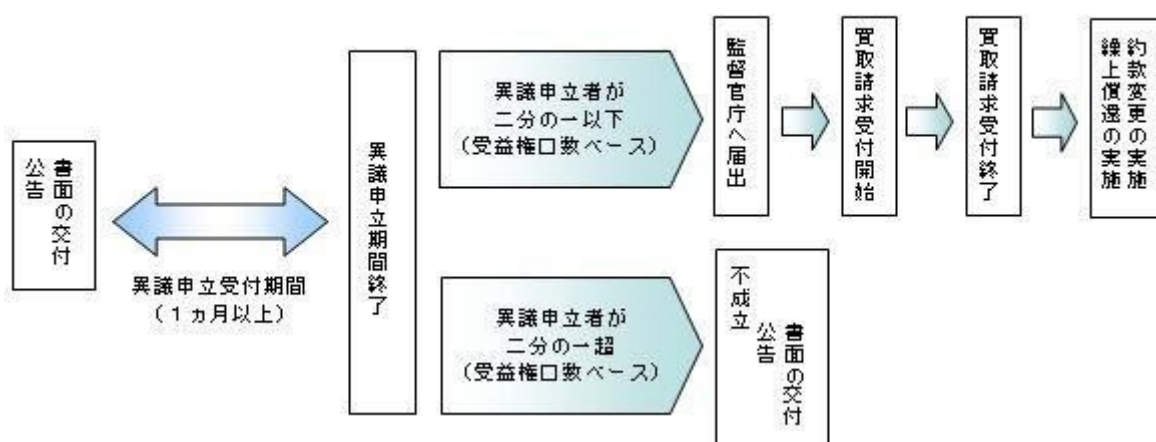 書面の交付
公告
異議申立受付期間
(1ヵ月以上)
異議申立期間終了
異議申立者が
二分の一以下
(受益権口数ベース)
監督官庁へ届出
買取請求受付開始
買取請求受付終了
約款変更の実施
繰上償還の実施
異議申立者が
二分の一超
(受益権口数ベース)
不成立
書面の交付
公告